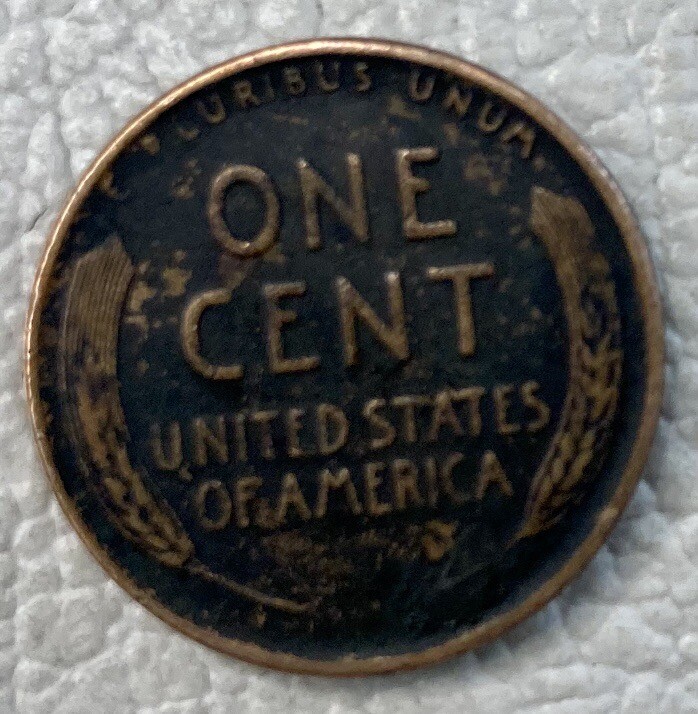 E PLURIBUS UNUM
ONE
CENT
UNITED STATES
OF AMERICA